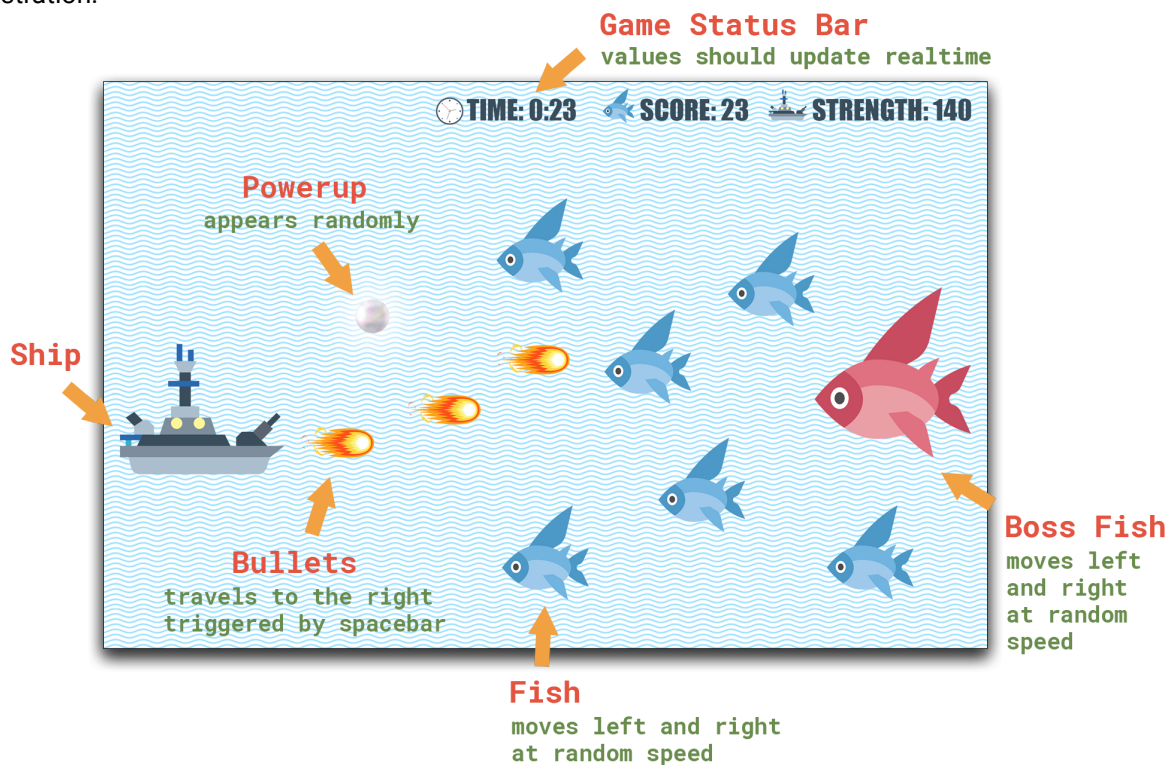 stration.
Game Status Bar
values should update realtime
TIME: 0:23 SCORE: 23 STRENGTH: 140
Powerup
appears randomly
Ship
Bullets
travels to the right
triggered by spacebar
Boss Fish
moves left
and right
at random
speed
Fish
moves left and right
at random speed